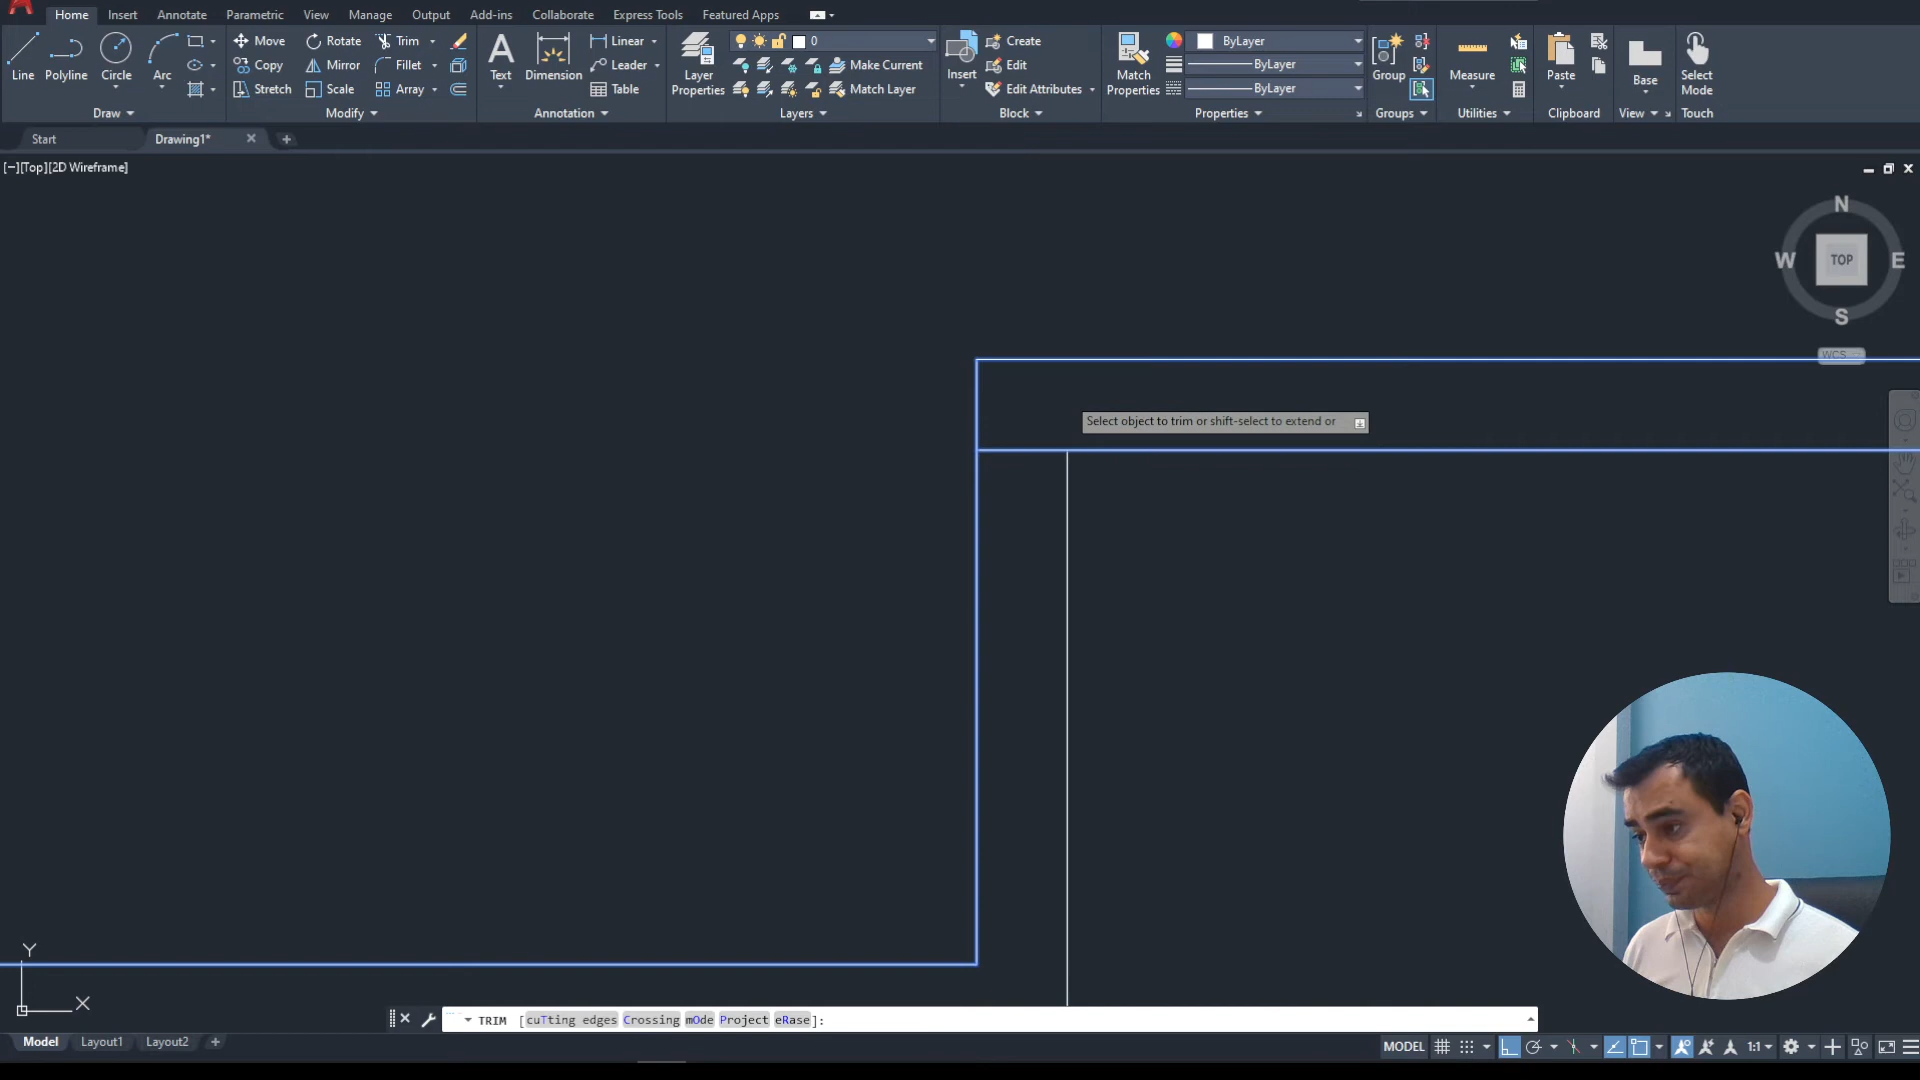 Home Insert Annotate Parametric View Manage Output Add-ins Collaborate Express Tools Featured Apps
Line
Polyline
Circle
Arc
Move
Copy
Stretch
Rotate
Mirror
Scale
Trim
Fillet
Array
Text
Dimension
Linear
Leader
Table
Layer
Properties
0
Make Current
Match Layer
Insert
Create
Edit
Edit Attributes
Match
Properties
ByLayer
ByLayer
ByLayer
Group
Measure
Paste
Base
Select
Mode
Draw Modify Annotation Layers Block Properties Groups Utilities Clipboard View Touch
Start Drawing1*
[−][Top][2D Wireframe]
N
W TOP E
S
WCS
Select object to trim or shift-select to extend or
Y
X
TRIM [cuTting edges Crossing mOde Project eRase]:
Model Layout1 Layout2
MODEL 1:1